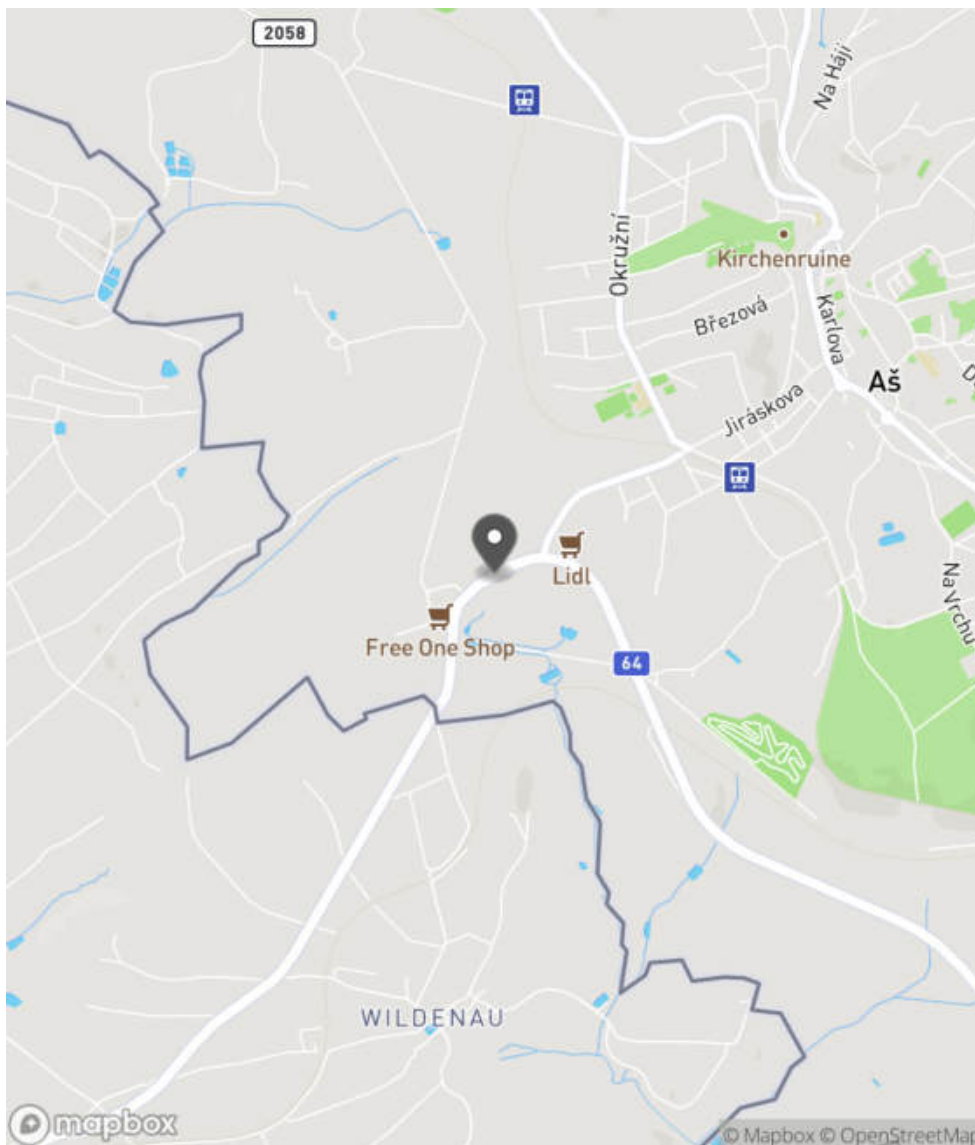 2058
Na Háji
Okružní
Kirchenruine
Březová
Karlova
Aš
D
Jiráskova
Lidl
Free One Shop
Na Vrchu
64
WILDENAU
mapbox
© Mapbox © OpenStreetMap